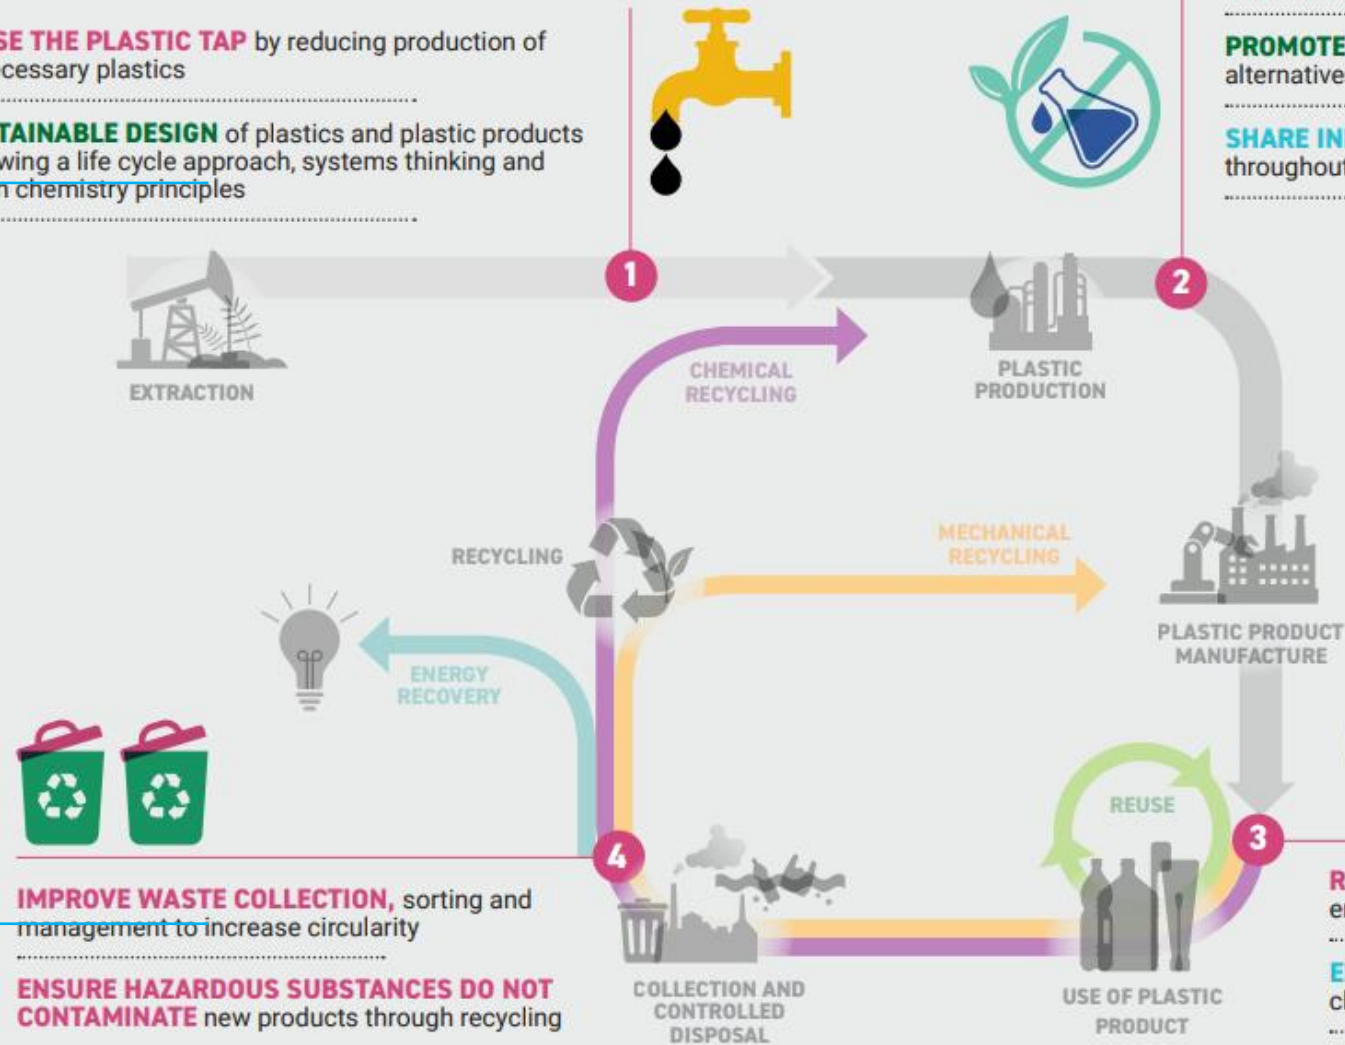 SE THE PLASTIC TAP by reducing production of
cessary plastics
TAINABLE DESIGN of plastics and plastic products
wing a life cycle approach, systems thinking and
n chemistry principles
PROMOTE
alternative
SHARE IN
throughout
1
2
EXTRACTION
CHEMICAL
RECYCLING
PLASTIC
PRODUCTION
RECYCLING
MECHANICAL
RECYCLING
PLASTIC PRODUCT
MANUFACTURE
ENERGY
RECOVERY
REUSE
3
4
IMPROVE WASTE COLLECTION, sorting and
management to increase circularity
ENSURE HAZARDOUS SUBSTANCES DO NOT
CONTAMINATE new products through recycling
COLLECTION AND
CONTROLLED
DISPOSAL
USE OF PLASTIC
PRODUCT
R
er
E
cl